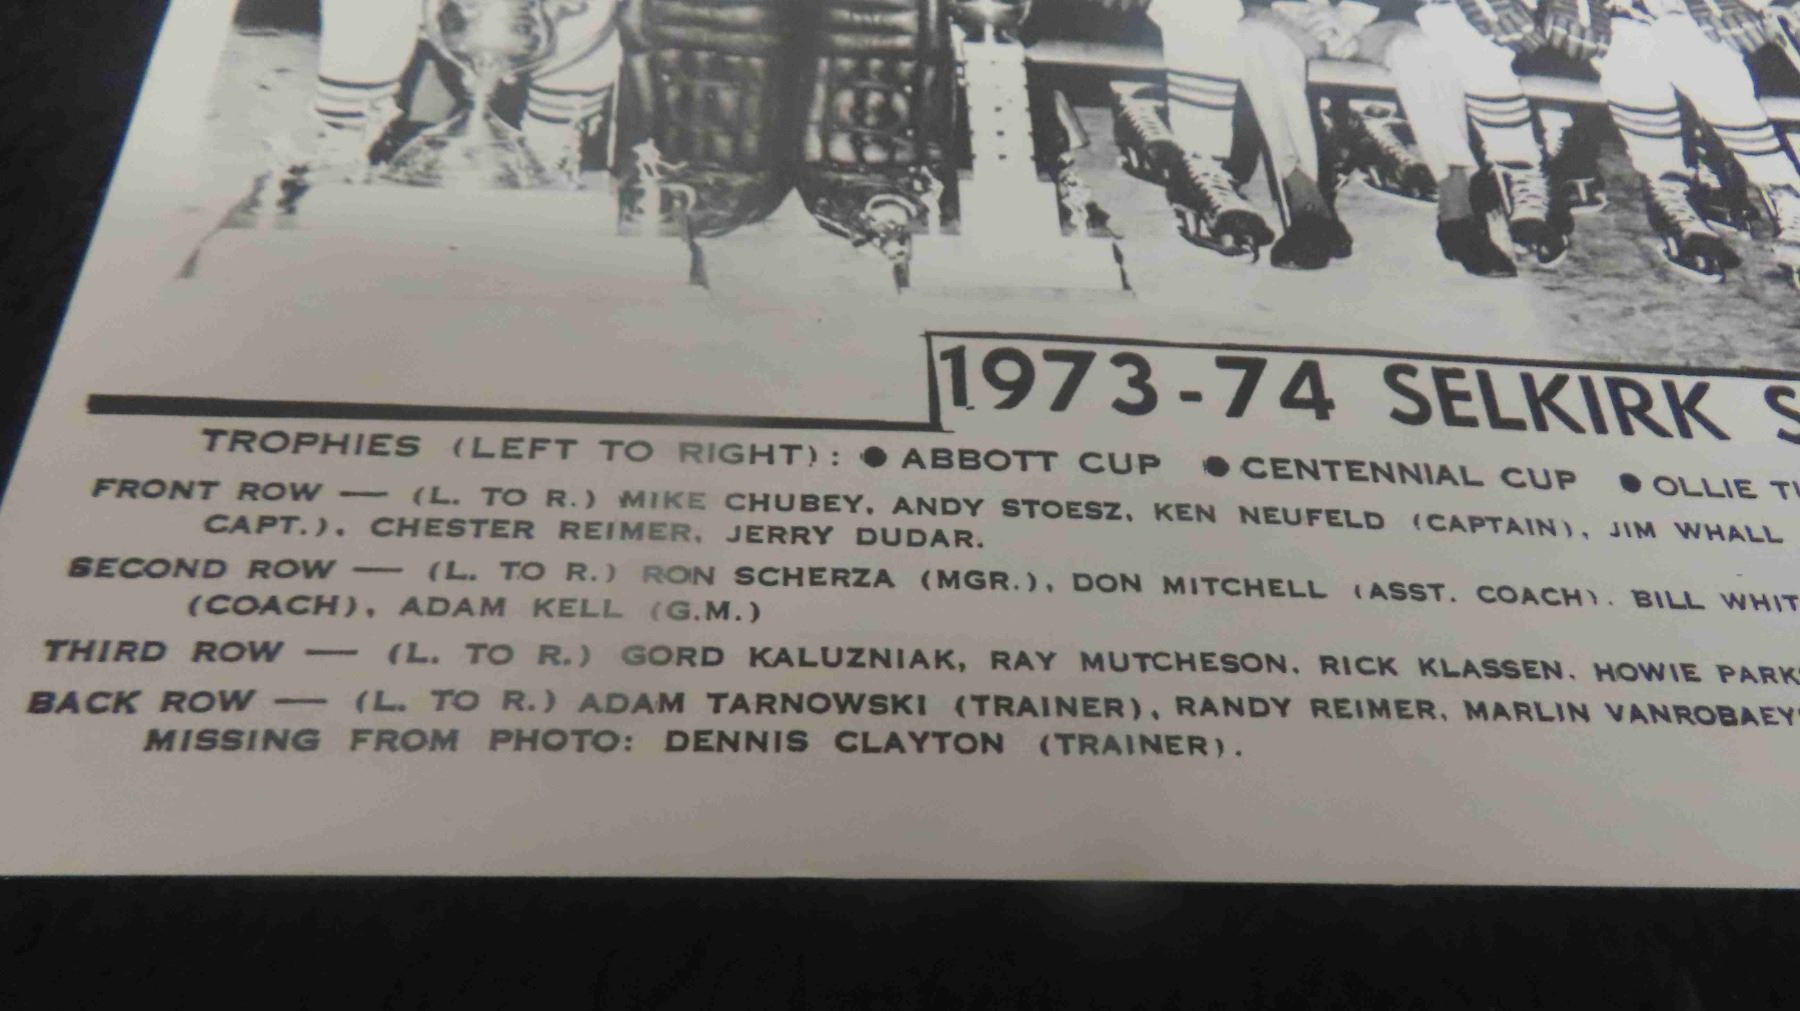 1973-74 SELKIRK S
TROPHIES (LEFT TO RIGHT): ● ABBOTT CUP ● CENTENNIAL CUP ● OLLIE
FRONT ROW — (L. TO R.) MIKE CHUBEY, ANDY STOESZ, KEN NEUFELD (CAPTAIN), JIM WHALL
CAPT.), CHESTER REIMER, JERRY DUDAR.
SECOND ROW — (L. TO R.) RON SCHERZA (MGR.), DON MITCHELL (ASST. COACH). BILL WHIT
(COACH), ADAM KELL (G.M.)
THIRD ROW — (L. TO R.) GORD KALUZNIAK, RAY MUTCHESON, RICK KLASSEN, HOWIE PARK
BACK ROW — (L. TO R.) ADAM TARNOWSKI (TRAINER), RANDY REIMER, MARLIN VANROBAEY
MISSING FROM PHOTO: DENNIS CLAYTON (TRAINER).